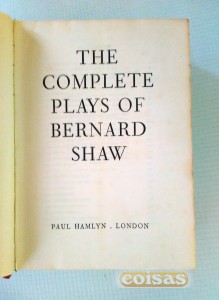 THE
COMPLETE
PLAYS OF
BERNARD
SHAW
PAUL HAMLYN . LONDON
coisas